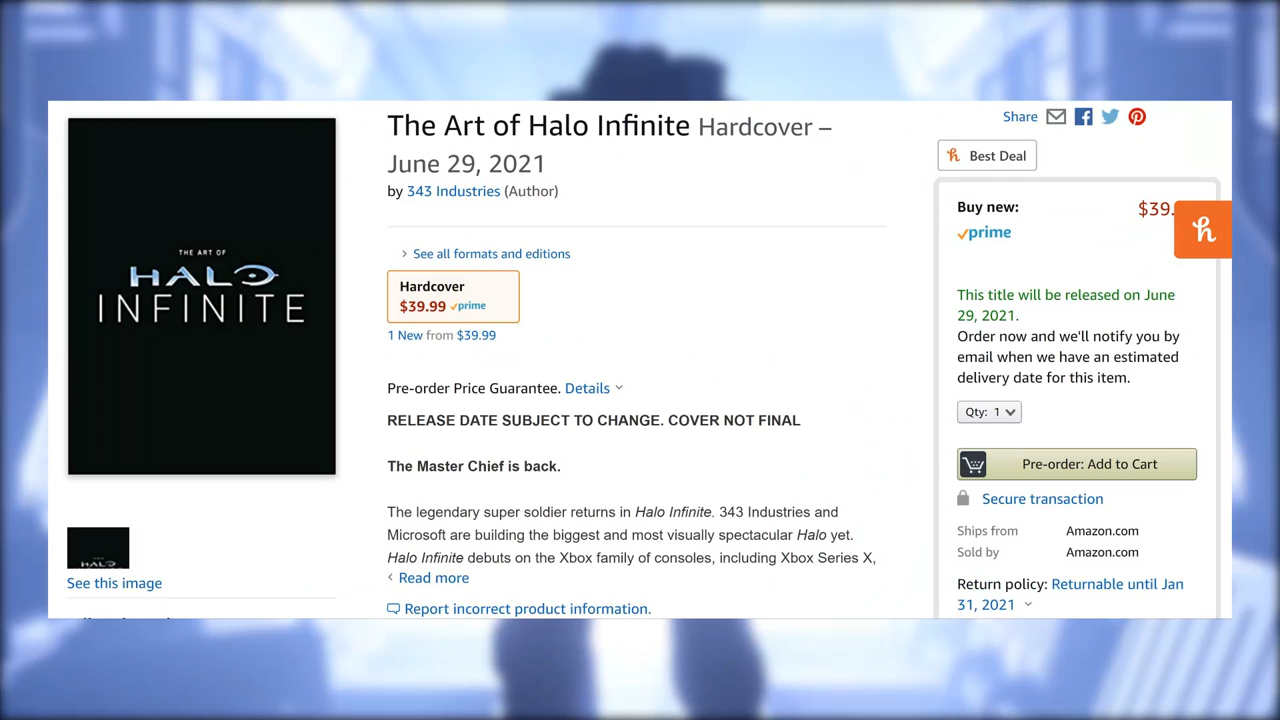 THE ART OF
HALO
INFINITE
HALO
See this image
The Art of Halo Infinite Hardcover –
June 29, 2021
by 343 Industries (Author)
See all formats and editions
Hardcover
$39.99 prime
1 New from $39.99
Pre-order Price Guarantee. Details
RELEASE DATE SUBJECT TO CHANGE. COVER NOT FINAL
The Master Chief is back.
The legendary super soldier returns in Halo Infinite. 343 Industries and
Microsoft are building the biggest and most visually spectacular Halo yet.
Halo Infinite debuts on the Xbox family of consoles, including Xbox Series X,
Read more
Report incorrect product information.
Share
Best Deal
Buy new: $39.
prime
This title will be released on June
29, 2021.
Order now and we'll notify you by
email when we have an estimated
delivery date for this item.
Qty: 1
Pre-order: Add to Cart
Secure transaction
Ships from Amazon.com
Sold by Amazon.com
Return policy: Returnable until Jan
31, 2021